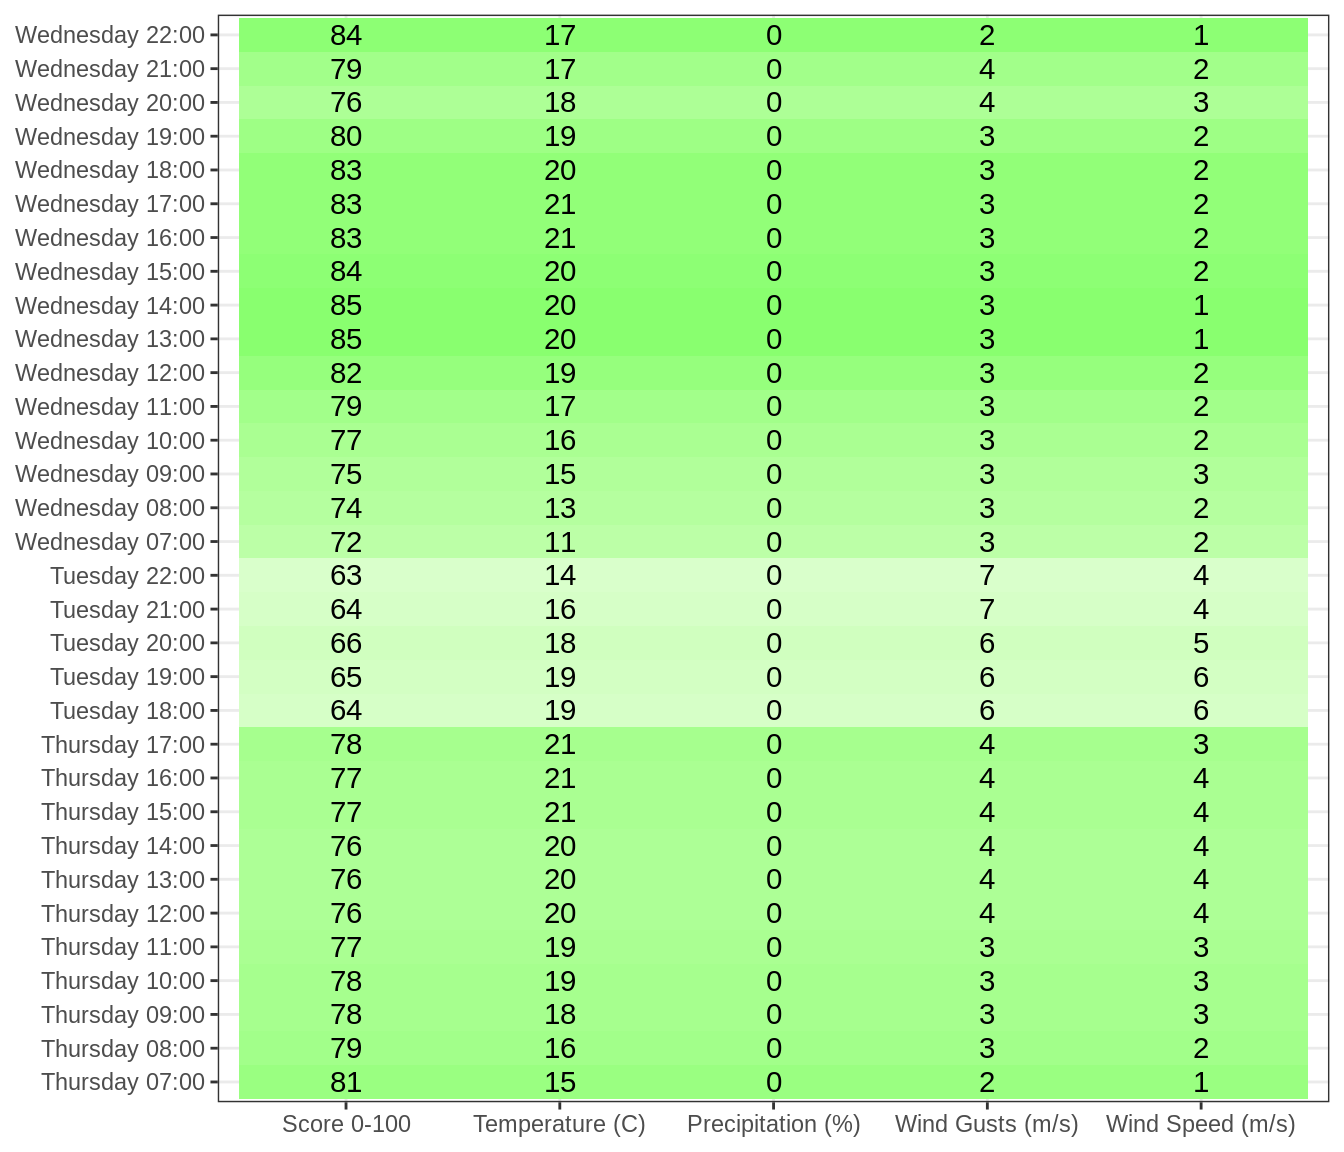 Wednesday 22:00 84 17 0 2 1
Wednesday 21:00 79 17 0 4 2
Wednesday 20:00 76 18 0 4 3
Wednesday 19:00 80 19 0 3 2
Wednesday 18:00 83 20 0 3 2
Wednesday 17:00 83 21 0 3 2
Wednesday 16:00 83 21 0 3 2
Wednesday 15:00 84 20 0 3 2
Wednesday 14:00 85 20 0 3 1
Wednesday 13:00 85 20 0 3 1
Wednesday 12:00 82 19 0 3 2
Wednesday 11:00 79 17 0 3 2
Wednesday 10:00 77 16 0 3 2
Wednesday 09:00 75 15 0 3 3
Wednesday 08:00 74 13 0 3 2
Wednesday 07:00 72 11 0 3 2
Tuesday 22:00 63 14 0 7 4
Tuesday 21:00 64 16 0 7 4
Tuesday 20:00 66 18 0 6 5
Tuesday 19:00 65 19 0 6 6
Tuesday 18:00 64 19 0 6 6
Thursday 17:00 78 21 0 4 3
Thursday 16:00 77 21 0 4 4
Thursday 15:00 77 21 0 4 4
Thursday 14:00 76 20 0 4 4
Thursday 13:00 76 20 0 4 4
Thursday 12:00 76 20 0 4 4
Thursday 11:00 77 19 0 3 3
Thursday 10:00 78 19 0 3 3
Thursday 09:00 78 18 0 3 3
Thursday 08:00 79 16 0 3 2
Thursday 07:00 81 15 0 2 1
Score 0-100 Temperature (C) Precipitation (%) Wind Gusts (m/s) Wind Speed (m/s)